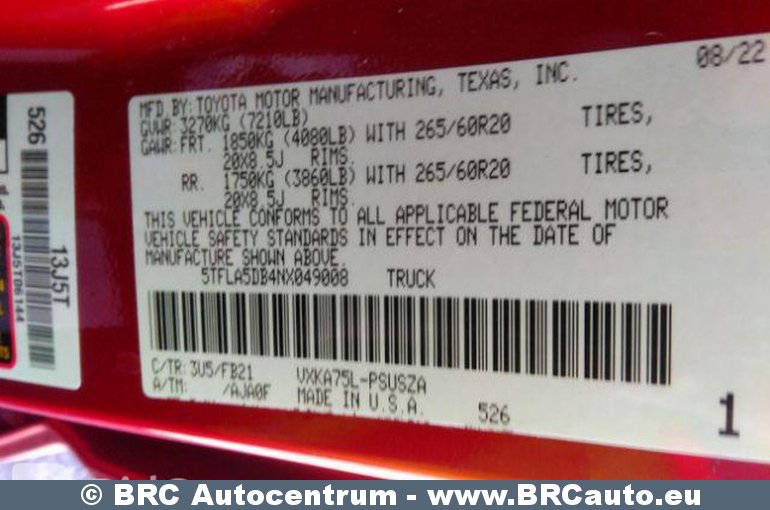 08/22
MFD BY: TOYOTA MOTOR MANUFACTURING, TEXAS, INC.
GVWR: 3270KG (7210LB)
GAWR: FRT. 1850KG (4080LB) WITH 265/60R20 TIRES,
20X8.5J RIMS.
RR. 1750KG (3860LB) WITH 265/60R20 TIRES,
20X8.5J RIMS.
THIS VEHICLE CONFORMS TO ALL APPLICABLE FEDERAL MOTOR
VEHICLE SAFETY STANDARDS IN EFFECT ON THE DATE OF
MANUFACTURE SHOWN ABOVE.
5TFLA5DB4NX049008 TRUCK
C/TR: 3U5/FB21 VXKA75L-PSUSZA
A/TM: /AJA0F MADE IN U.S.A. 526
1
526
13J5T
13J5T06144
© BRC Autocentrum - www.BRCauto.eu